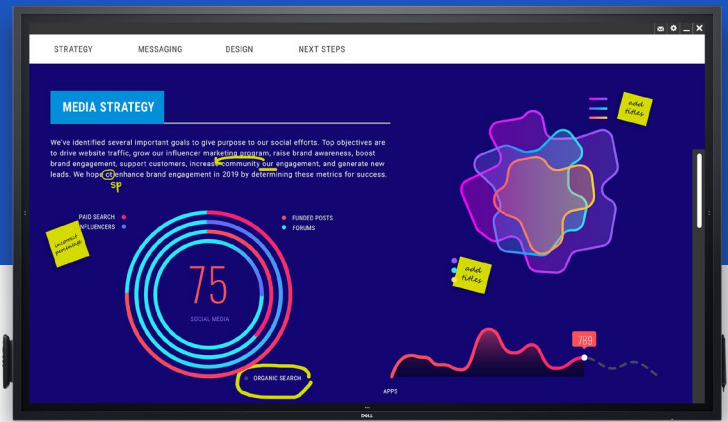 STRATEGY MESSAGING DESIGN NEXT STEPS
MEDIA STRATEGY
We've identified several important goals to give purpose to our social efforts. Top objectives are
to drive website traffic, grow our influencer marketing program, raise brand awareness, boost
brand engagement, support customers, increase community our engagement, and generate new
leads. We hope ot enhance brand engagement in 2019 by determining these metrics for success.
sp
add
titles
PAID SEARCH
NFLUENCERS
FUNDED POSTS
FORUMS
incorrect
percentage
75
SOCIAL MEDIA
ORGANIC SEARCH
add
titles
789
APPS
DELL